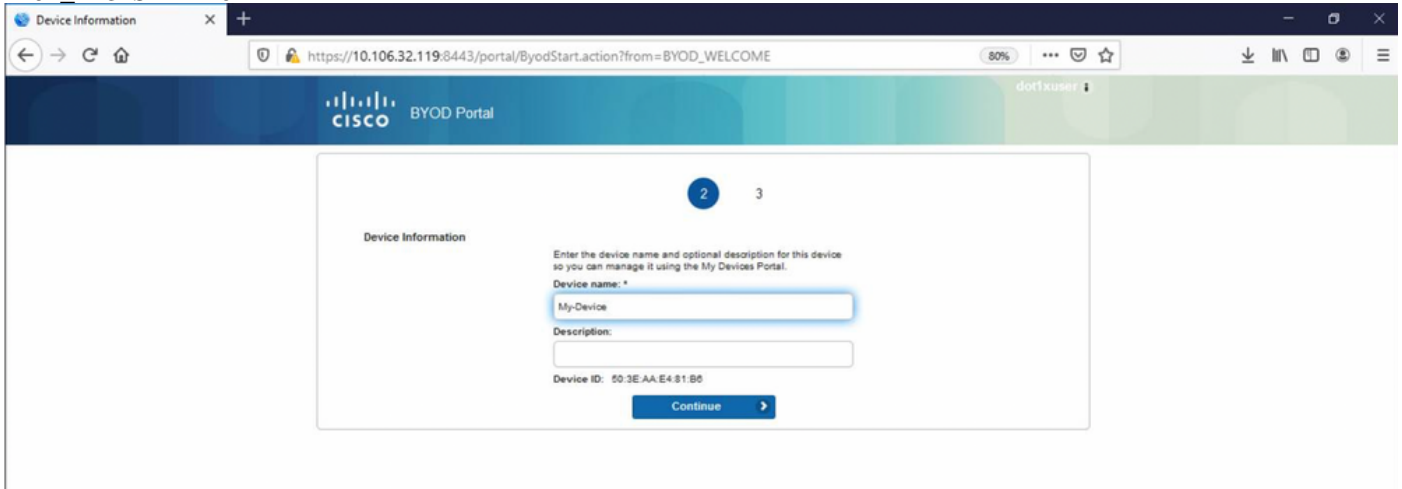 Device Information
https://10.106.32.119:8443/portal/ByodStart.action?from=BYOD_WELCOME
80%
CISCO
BYOD Portal
dot1xuser
2
3
Device Information
Enter the device name and optional description for this device
so you can manage it using the My Devices Portal.
Device name: *
My-Device
Description:
Device ID: 50:3E:AA:E4:81:B6
Continue